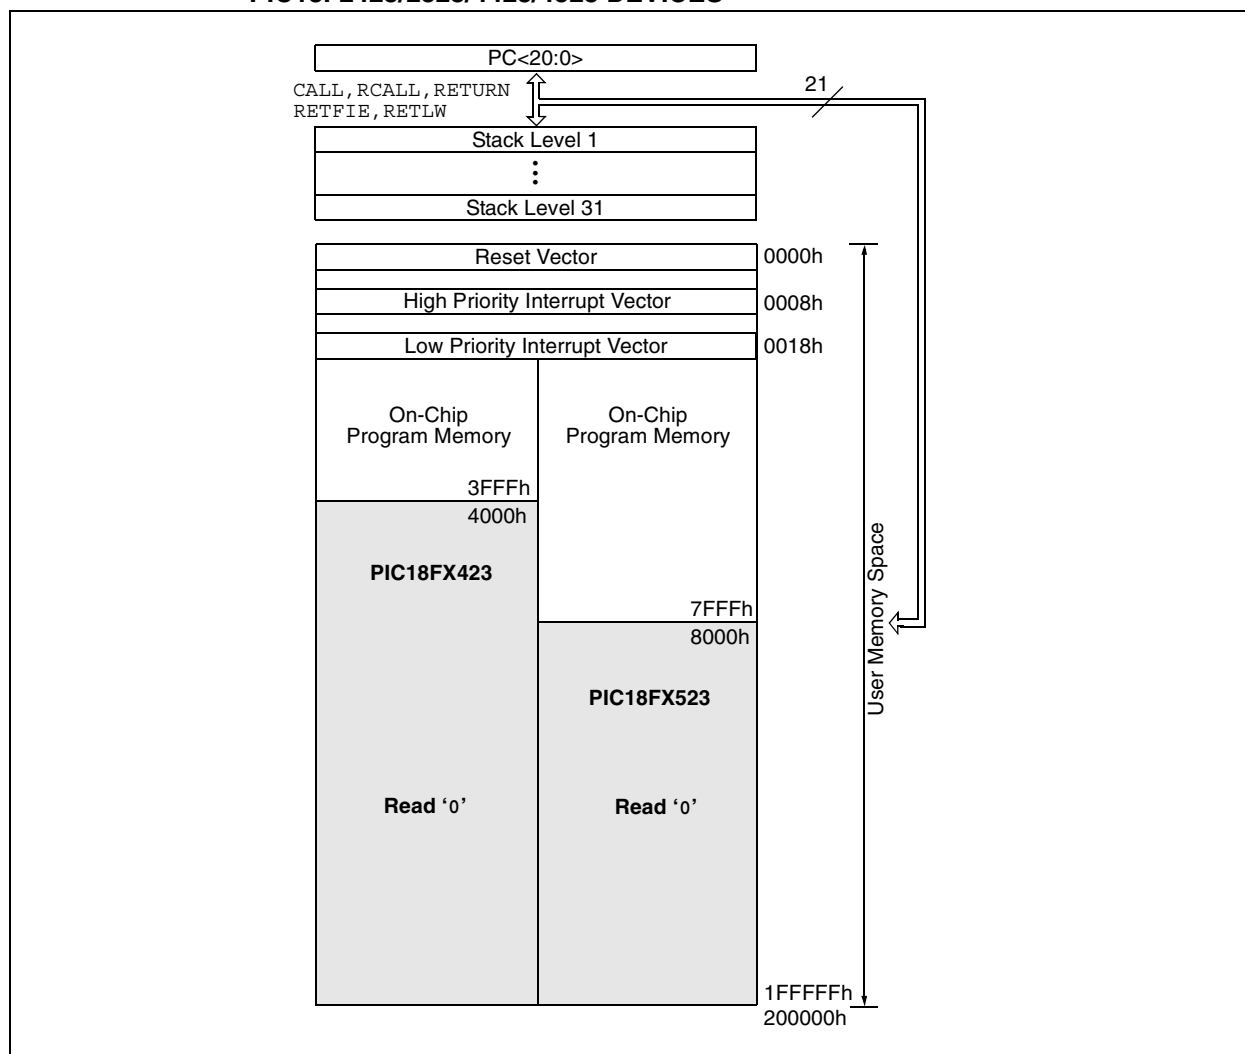 PC<20:0>
CALL,RCALL,RETURN
RETFIE,RETLW
21
Stack Level 1
Stack Level 31
Reset Vector
0000h
High Priority Interrupt Vector
0008h
Low Priority Interrupt Vector
0018h
On-Chip
Program Memory
On-Chip
Program Memory
3FFFh
4000h
PIC18FX423
7FFFh
8000h
PIC18FX523
User Memory Space
Read ‘0’
Read ‘0’
1FFFFFh
200000h